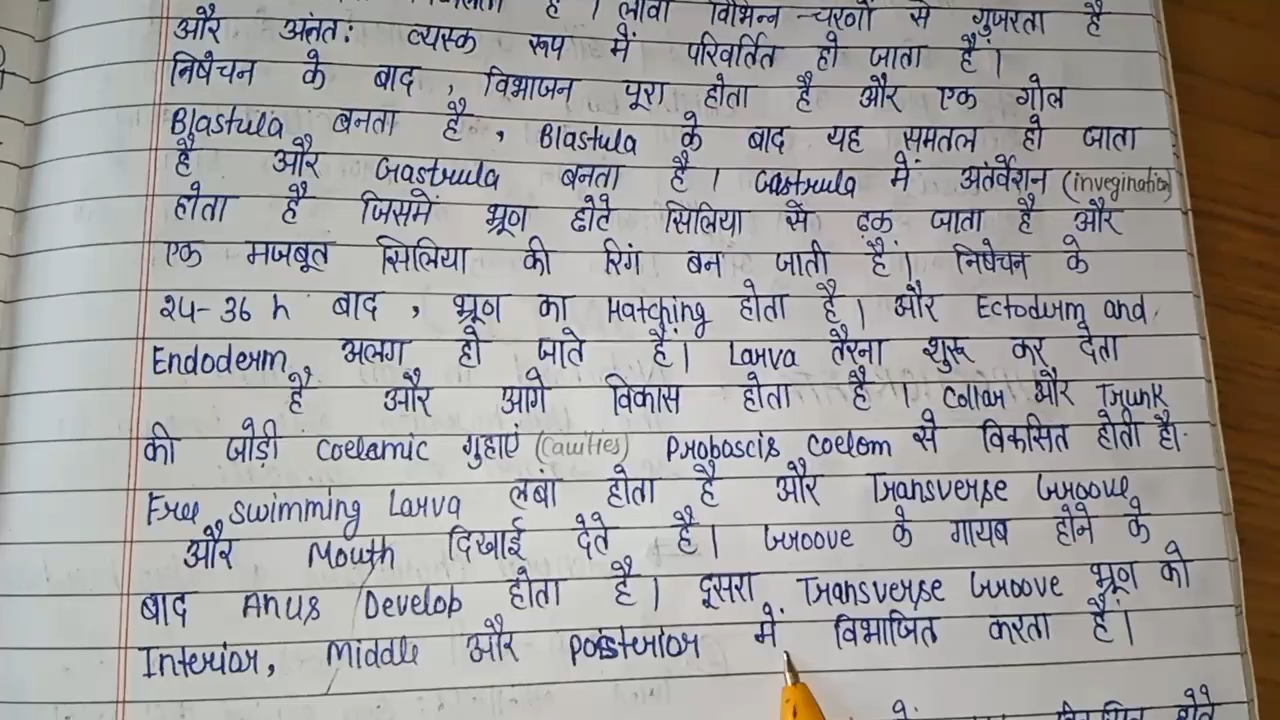 है । लार्वा विभिन्न चरणों से गुजरता है
और अंतत: व्यस्क रूप में परिवर्तित हो जाता है।
निषेचन के बाद , विभाजन पूरा होता है और एक गोल
Blastula बनता है , Blastula के बाद यह समतल हो जाता
है और Gastrula बनता है । Gastrula में अंतर्वेशन (invegination)
होता है जिसमें भ्रूण छोटे सिलिया से ढ़क जाता है और
एक मजबूत सिलिया की रिंग बन जाती है। निषेचन के
24-36 h बाद , भ्रूण का Hatching होता है । और Ectoderm and
Endoderm अलग हो जाते हैं। Larva तैरना शुरू कर देता
है और आगे विकास होता है । Collar और Trunk
की जोड़ी coelamic गुहाएं (Cavities) Proboscis coelom से विकसित होती है।
Free swimming Larva लंबा होता है और Transverse Groove
और Mouth दिखाई देते हैं। Groove के गायब होने के
बाद Anus Develop होता है । दूसरा Transverse Groove भ्रूण को
Interior, Middle और Posterior में विभाजित करता है।